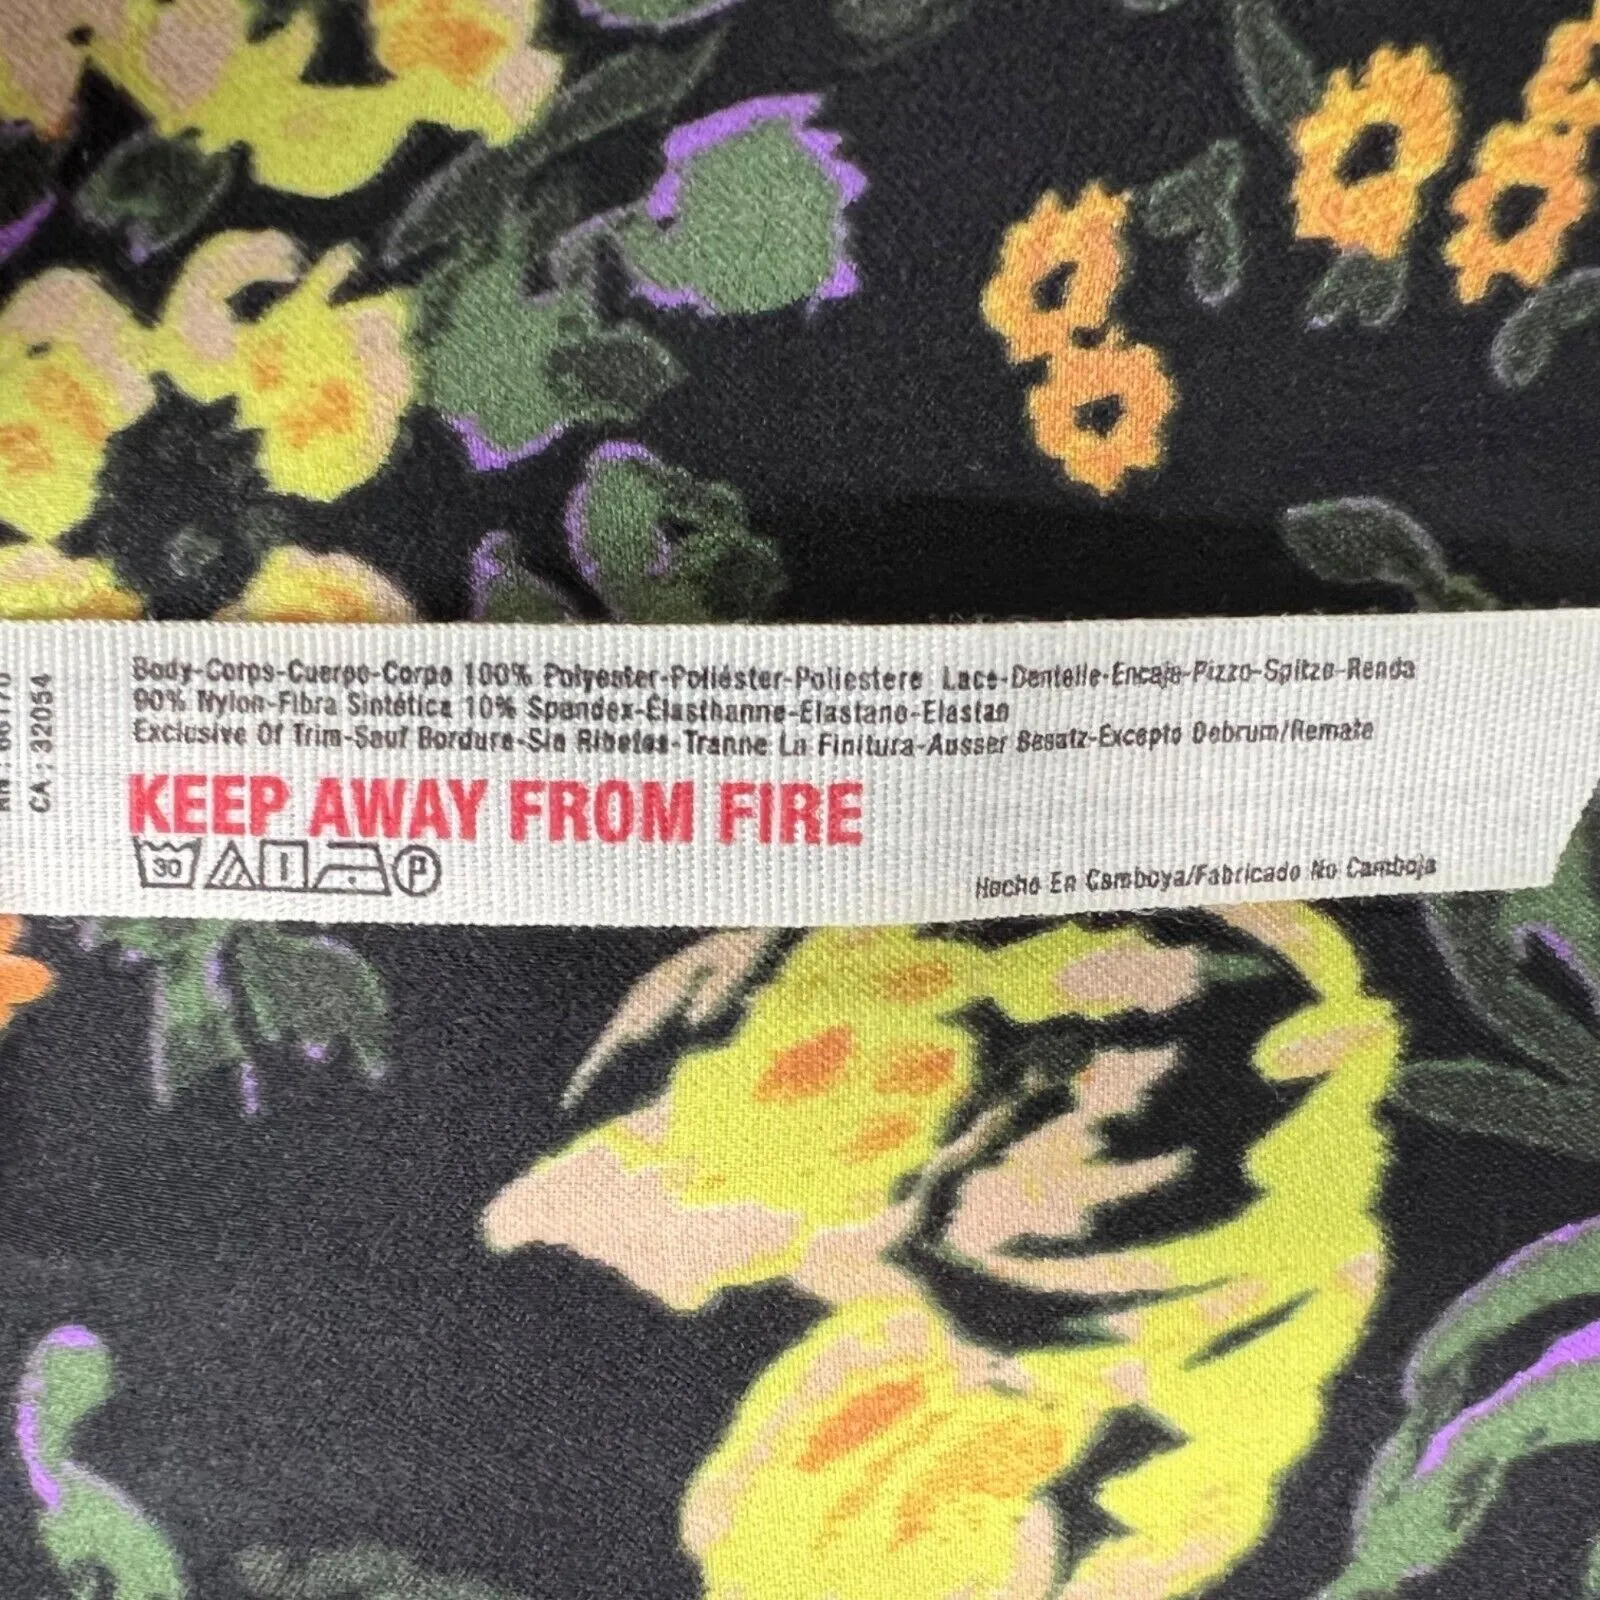 Body-Corps-Cuerpo-Corpo 100% Polyester-Poliéster-Poliestere Lace-Dentelle-Encaje-Pizzo-Spitze-Renda
90% Nylon-Fibra Sintética 10% Spandex-Élasthanne-Elastano-Elastan
Exclusive Of Trim-Sauf Bordure-Sin Ribetes-Tranne La Finitura-Ausser Besatz-Excepto Debrum/Remate
KEEP AWAY FROM FIRE
30
P
Hecho En Camboya/Fabricado No Camboja
CA: 32054